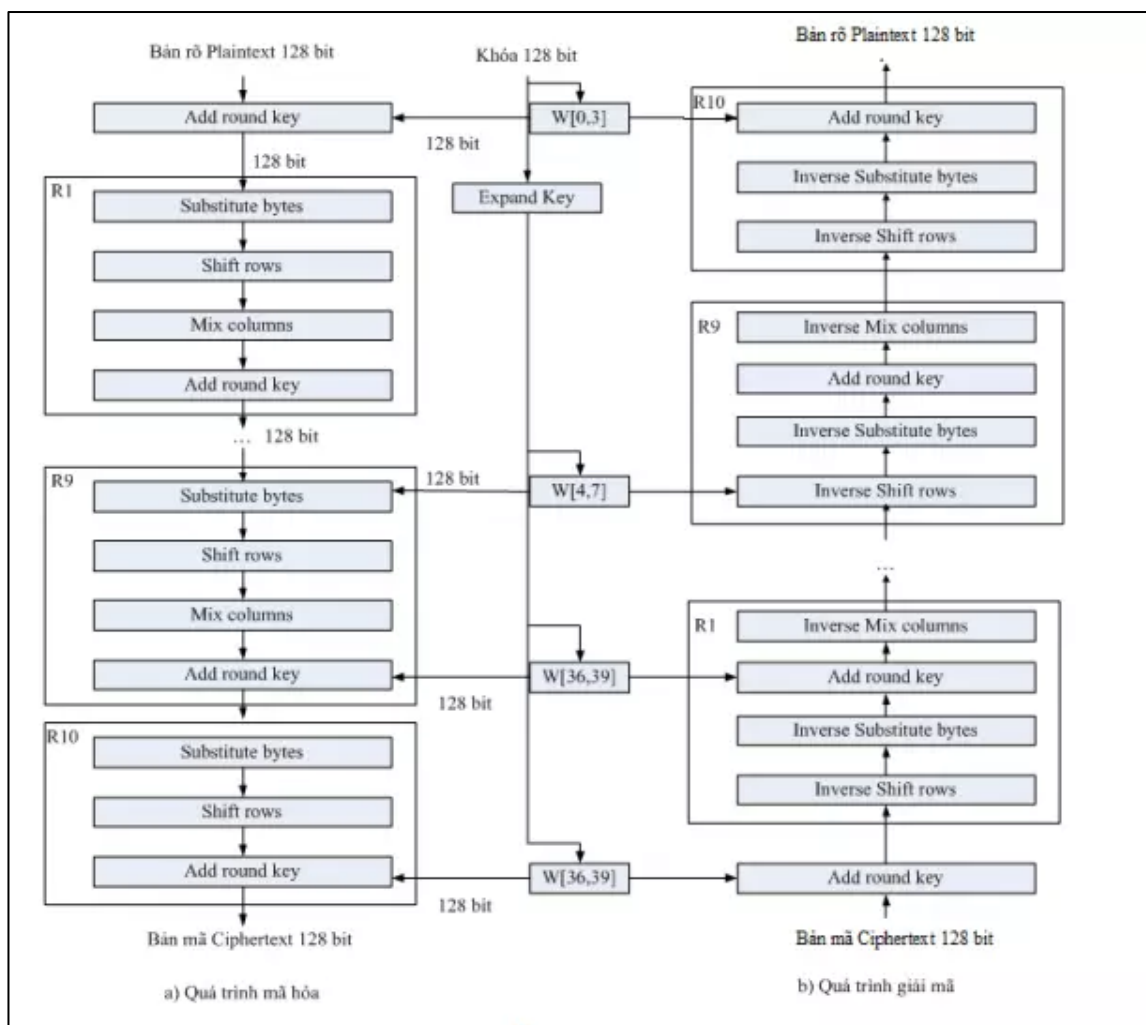 Bản rõ Plaintext 128 bit
Add round key
128 bit
R1
Substitute bytes
Shift rows
Mix columns
Add round key
... 128 bit
R9
Substitute bytes
Shift rows
Mix columns
Add round key
R10
Substitute bytes
Shift rows
Add round key
Bản mã Ciphertext 128 bit
a) Quá trình mã hóa
Khóa 128 bit
W[0,3]
128 bit
Expand Key
128 bit
W[4,7]
W[36,39]
128 bit
W[36,39]
128 bit
Bản rõ Plaintext 128 bit
R10
Add round key
Inverse Substitute bytes
Inverse Shift rows
R9
Inverse Mix columns
Add round key
Inverse Substitute bytes
Inverse Shift rows
...
R1
Inverse Mix columns
Add round key
Inverse Substitute bytes
Inverse Shift rows
Add round key
Bản mã Ciphertext 128 bit
b) Quá trình giải mã